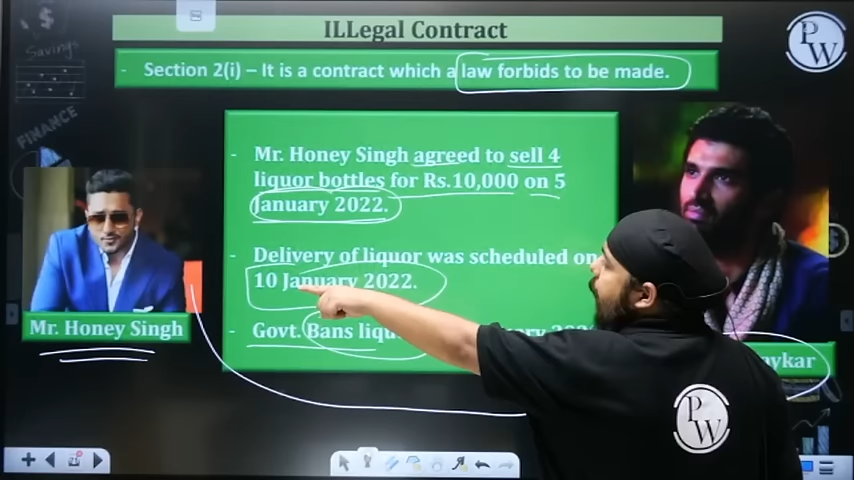 ILLegal Contract
Savings
- Section 2(i) – It is a contract which a law forbids to be made.
PW
FINANCE
- Mr. Honey Singh agreed to sell 4
liquor bottles for Rs.10,000 on 5
January 2022.
- Delivery of liquor was scheduled on
10 January 2022.
- Govt. Bans
Mr. Honey Singh
PW